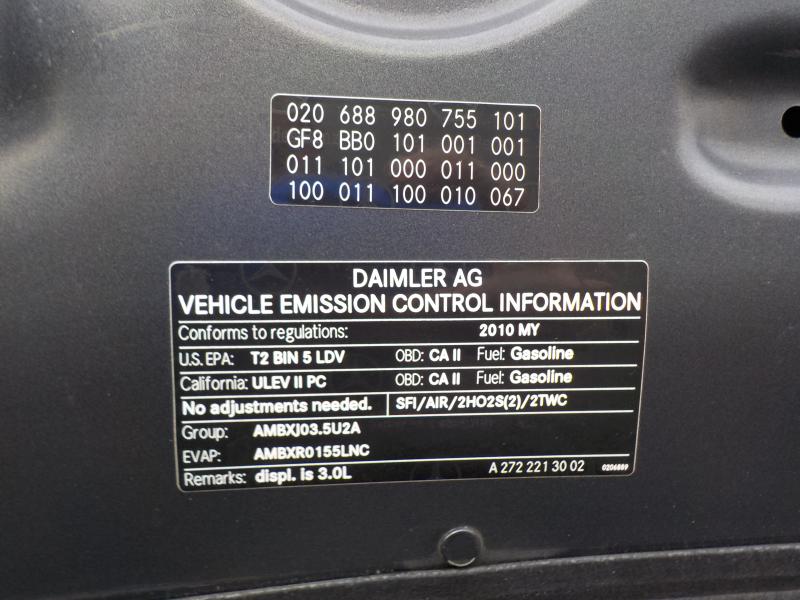 020 688 980 755 101
GF8 BB0 101 001 001
011 101 000 011 000
100 011 100 010 067
DAIMLER AG
VEHICLE EMISSION CONTROL INFORMATION
Conforms to regulations: 2010 MY
U.S. EPA: T2 BIN 5 LDV OBD: CA II Fuel: Gasoline
California: ULEV II PC OBD: CA II Fuel: Gasoline
No adjustments needed. SFI/AIR/2HO2S(2)/2TWC
Group: AMBXJ03.5U2A
EVAP: AMBXR0155LNC
Remarks: displ. is 3.0L A 272 221 30 02 0206889